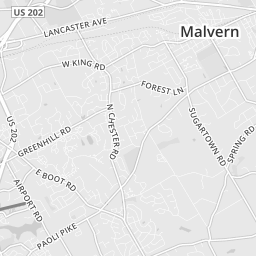 US 202
LANCASTER AVE
Malvern
W KING RD
FOREST LN
N CHESTER RD
SUGARTOWN RD
US 202
GREENHILL RD
SPRING RD
E BOOT RD
AIRPORT RD
PAOLI PIKE